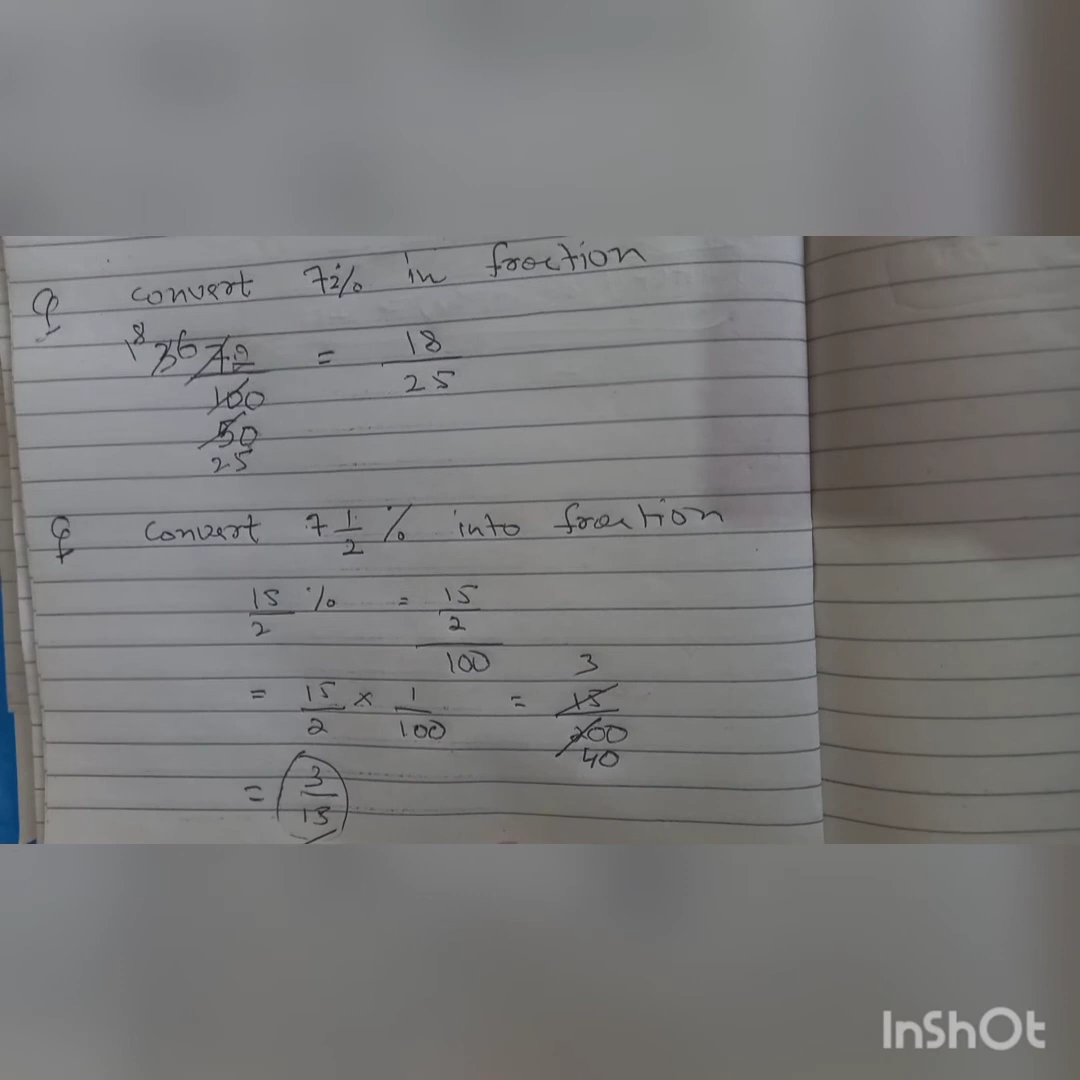 Q convert 72% in fraction
18 36 72 = 18
100 25
50
25
Q convert 7 1/2 % into fraction
15/2 % = 15/2
100 3
= 15/2 × 1/100 = 15/200
40
= 3/15
InShOt